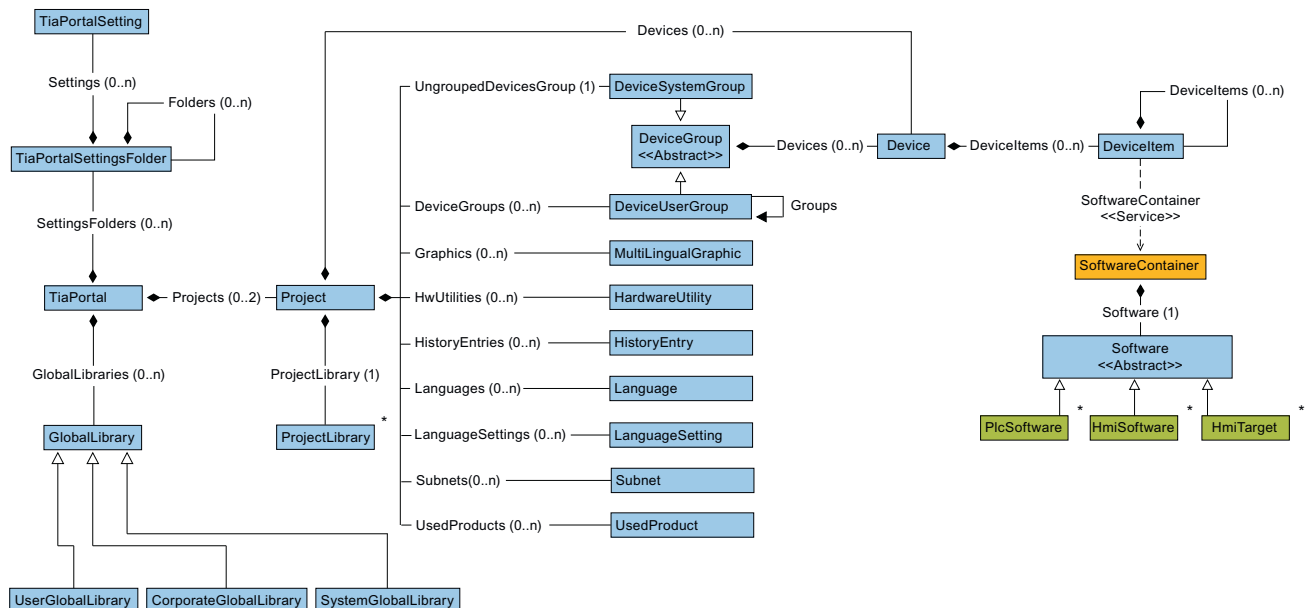 TiaPortalSetting
Settings (0..n)
Folders (0..n)
TiaPortalSettingsFolder
SettingsFolders (0..n)
TiaPortal
Projects (0..2)
Project
GlobalLibraries (0..n)
ProjectLibrary (1)
GlobalLibrary
ProjectLibrary
*
UserGlobalLibrary
CorporateGlobalLibrary
SystemGlobalLibrary
Devices (0..n)
UngroupedDevicesGroup (1)
DeviceSystemGroup
DeviceGroup
<<Abstract>>
Devices (0..n)
Device
DeviceItems (0..n)
DeviceItem
DeviceItems (0..n)
DeviceGroups (0..n)
DeviceUserGroup
Groups
Graphics (0..n)
MultiLingualGraphic
HwUtilities (0..n)
HardwareUtility
HistoryEntries (0..n)
HistoryEntry
Languages (0..n)
Language
LanguageSettings (0..n)
LanguageSetting
Subnets(0..n)
Subnet
UsedProducts (0..n)
UsedProduct
SoftwareContainer
<<Service>>
SoftwareContainer
Software (1)
Software
<<Abstract>>
PlcSoftware
*
HmiSoftware
*
HmiTarget
*